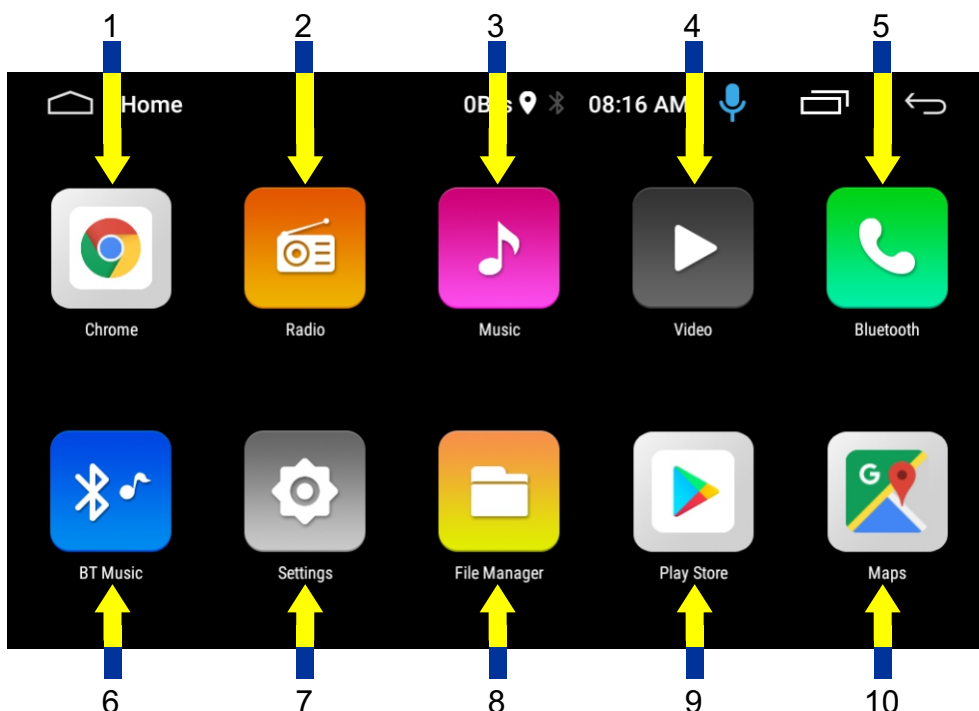 1 2 3 4 5
Home 08:16 AM
Chrome Radio Music Video Bluetooth
G
BT Music Settings File Manager Play Store Maps
6 7 8 9 10